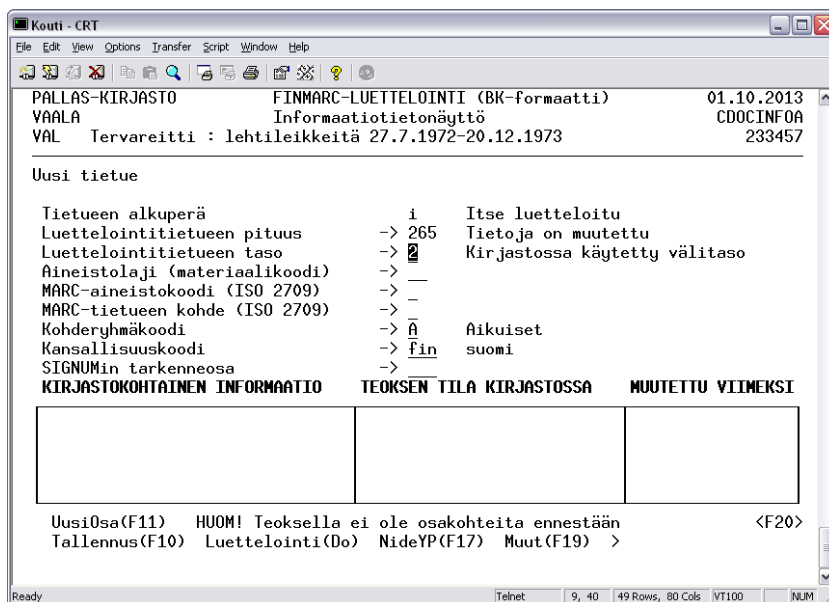 Kouti - CRT
File Edit View Options Transfer Script Window Help
PALLAS-KIRJASTO FINMARC-LUETTELOINTI (BK-formaatti) 01.10.2013
VAALA Informaatiotietonäyttö CDOCINFOA
VAL Tervareitti : lehtileikkeitä 27.7.1972-20.12.1973 233457
Uusi tietue
Tietueen alkuperä i Itse luetteloitu
Luettelointitietueen pituus -> 265 Tietoja on muutettu
Luettelointitietueen taso -> 2 Kirjastossa käytetty välitaso
Aineistolaji (materiaalikoodi) -> __
MARC-aineistokoodi (ISO 2709) -> _
MARC-tietueen kohde (ISO 2709) -> _
Kohderyhmäkoodi -> A Aikuiset
Kansallisuuskoodi -> fin suomi
SIGNUMin tarkenneosa -> ___
KIRJASTOKOHTAINEN INFORMAATIO TEOKSEN TILA KIRJASTOSSA MUUTETTU VIIMEKSI
UusiOsa(F11) HUOM! Teoksella ei ole osakohteita ennestään <F20>
Tallennus(F10) Luettelointi(Do) NideYP(F17) Muut(F19) >
Ready Telnet 9, 40 49 Rows, 80 Cols VT100 NUM